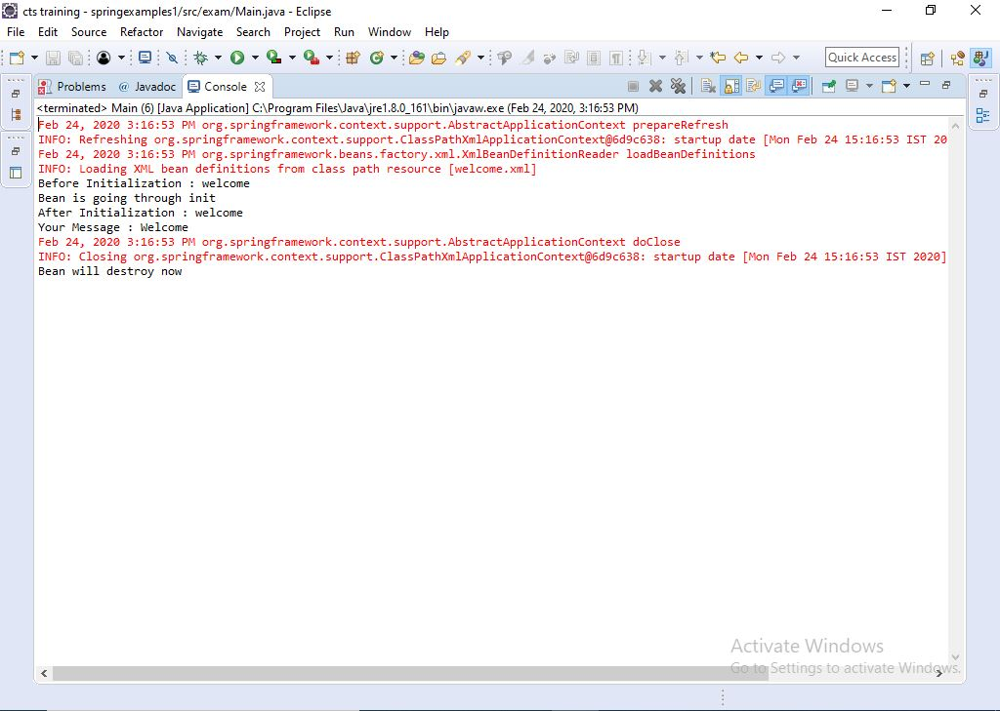 cts training - springexamples1/src/exam/Main.java - Eclipse
File Edit Source Refactor Navigate Search Project Run Window Help
Quick Access
Problems @ Javadoc Console
<terminated> Main (6) [Java Application] C:\Program Files\Java\jre1.8.0_161\bin\javaw.exe (Feb 24, 2020, 3:16:53 PM)
Feb 24, 2020 3:16:53 PM org.springframework.context.support.AbstractApplicationContext prepareRefresh
INFO: Refreshing org.springframework.context.support.ClassPathXmlApplicationContext@6d9c638: startup date [Mon Feb 24 15:16:53 IST 20
Feb 24, 2020 3:16:53 PM org.springframework.beans.factory.xml.XmlBeanDefinitionReader loadBeanDefinitions
INFO: Loading XML bean definitions from class path resource [welcome.xml]
Before Initialization : welcome
Bean is going through init
After Initialization : welcome
Your Message : Welcome
Feb 24, 2020 3:16:53 PM org.springframework.context.support.AbstractApplicationContext doClose
INFO: Closing org.springframework.context.support.ClassPathXmlApplicationContext@6d9c638: startup date [Mon Feb 24 15:16:53 IST 2020]
Bean will destroy now
Activate Windows
Go to Settings to activate Windows.